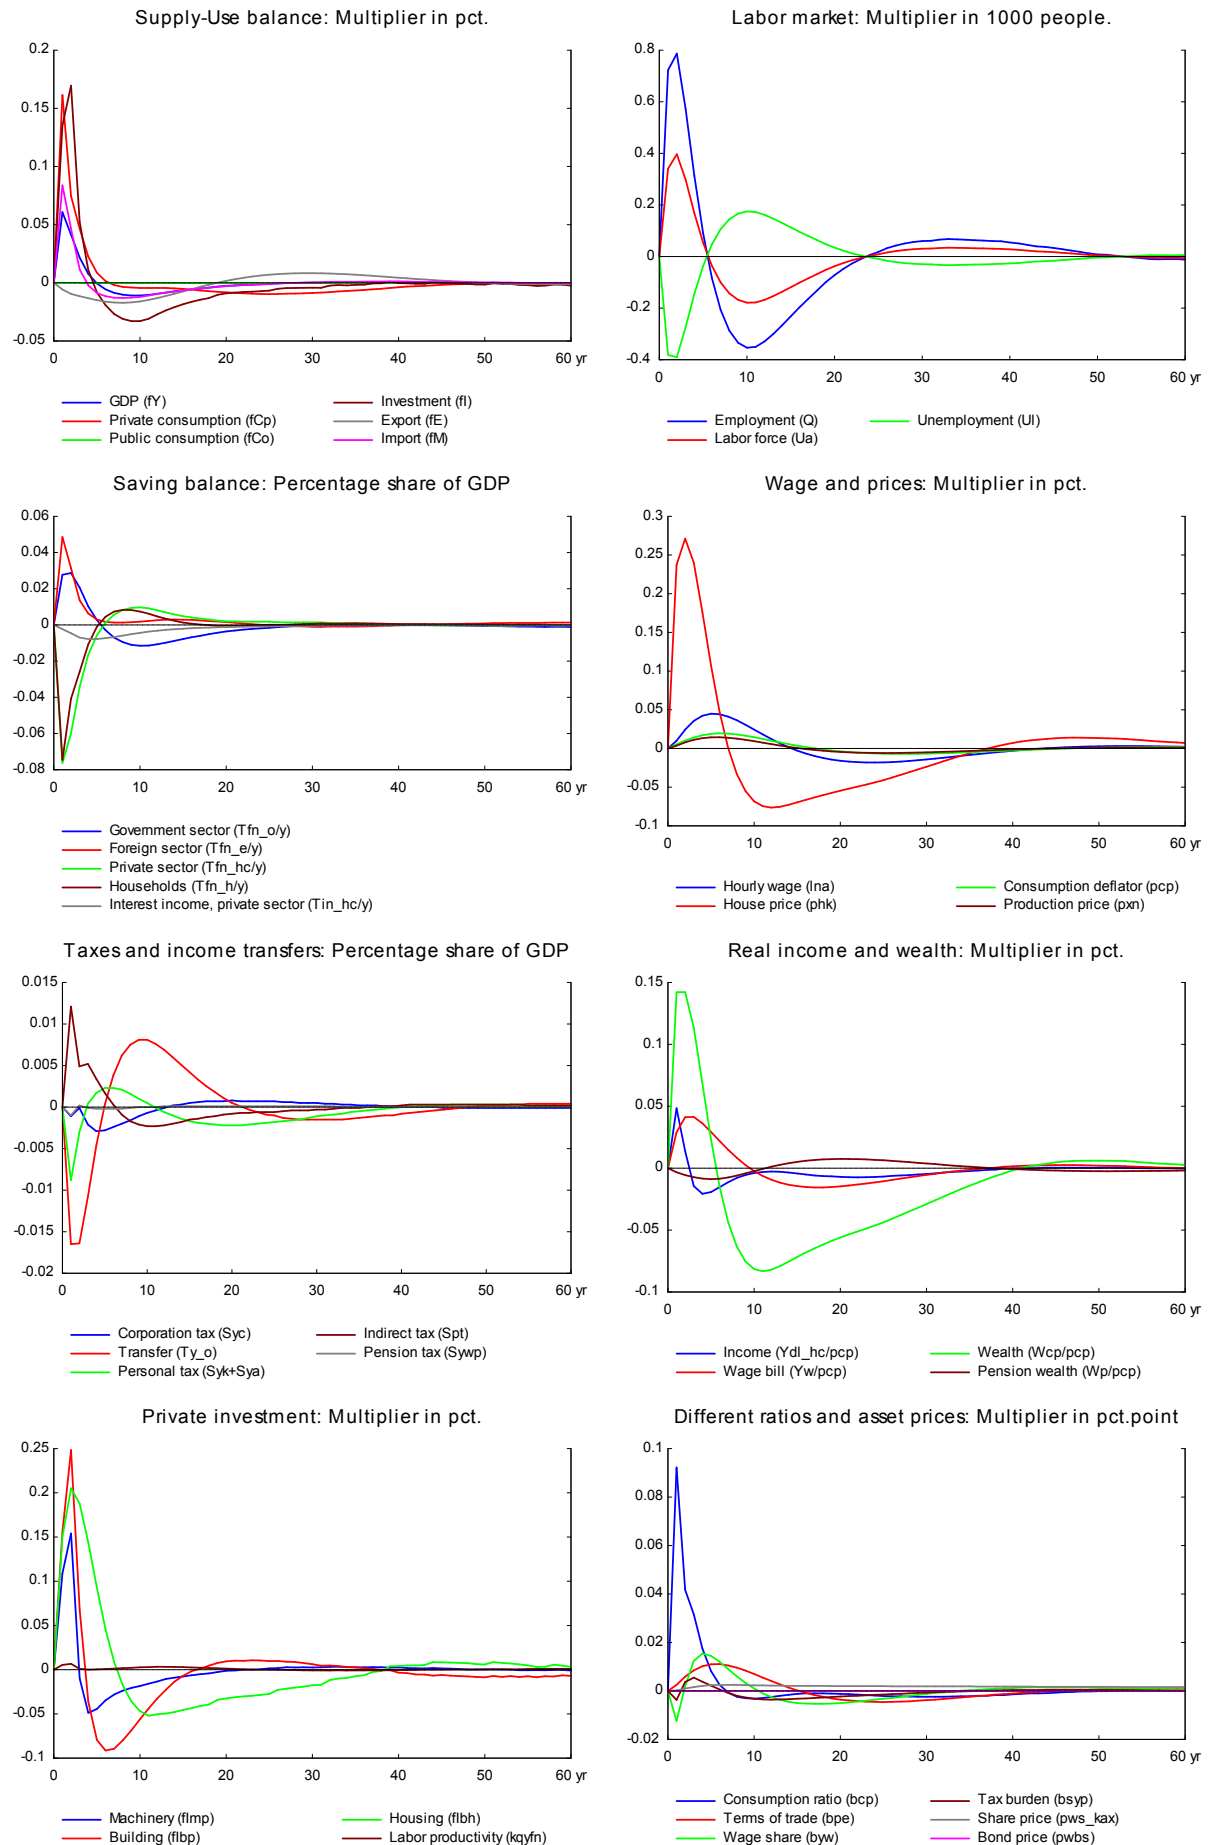 Supply-Use balance: Multiplier in pct.
0.2
0.15
0.1
0.05
0
-0.05
0 10 20 30 40 50 60 yr
GDP (fY) Investment (fI)
Private consumption (fCp) Export (fE)
Public consumption (fCo) Import (fM)
Labor market: Multiplier in 1000 people.
0.8
0.6
0.4
0.2
0
-0.2
-0.4
0 10 20 30 40 50 60 yr
Employment (Q) Unemployment (Ul)
Labor force (Ua)
Saving balance: Percentage share of GDP
0.06
0.04
0.02
0
-0.02
-0.04
-0.06
-0.08
0 10 20 30 40 50 60 yr
Government sector (Tfn_o/y)
Foreign sector (Tfn_e/y)
Private sector (Tfn_hc/y)
Households (Tfn_h/y)
Interest income, private sector (Tin_hc/y)
Wage and prices: Multiplier in pct.
0.3
0.25
0.2
0.15
0.1
0.05
0
-0.05
-0.1
0 10 20 30 40 50 60 yr
Hourly wage (lna) Consumption deflator (pcp)
House price (phk) Production price (pxn)
Taxes and income transfers: Percentage share of GDP
0.015
0.01
0.005
0
-0.005
-0.01
-0.015
-0.02
0 10 20 30 40 50 60 yr
Corporation tax (Syc) Indirect tax (Spt)
Transfer (Ty_o) Pension tax (Sywp)
Personal tax (Syk+Sya)
Real income and wealth: Multiplier in pct.
0.15
0.1
0.05
0
-0.05
-0.1
0 10 20 30 40 50 60 yr
Income (Ydl_hc/pcp) Wealth (Wcp/pcp)
Wage bill (Yw/pcp) Pension wealth (Wp/pcp)
Private investment: Multiplier in pct.
0.25
0.2
0.15
0.1
0.05
0
-0.05
-0.1
0 10 20 30 40 50 60 yr
Machinery (fImp) Housing (fIbh)
Building (fIbp) Labor productivity (kqyfn)
Different ratios and asset prices: Multiplier in pct.point
0.1
0.08
0.06
0.04
0.02
0
-0.02
0 10 20 30 40 50 60 yr
Consumption ratio (bcp) Tax burden (bsyp)
Terms of trade (bpe) Share price (pws_kax)
Wage share (byw) Bond price (pwbs)